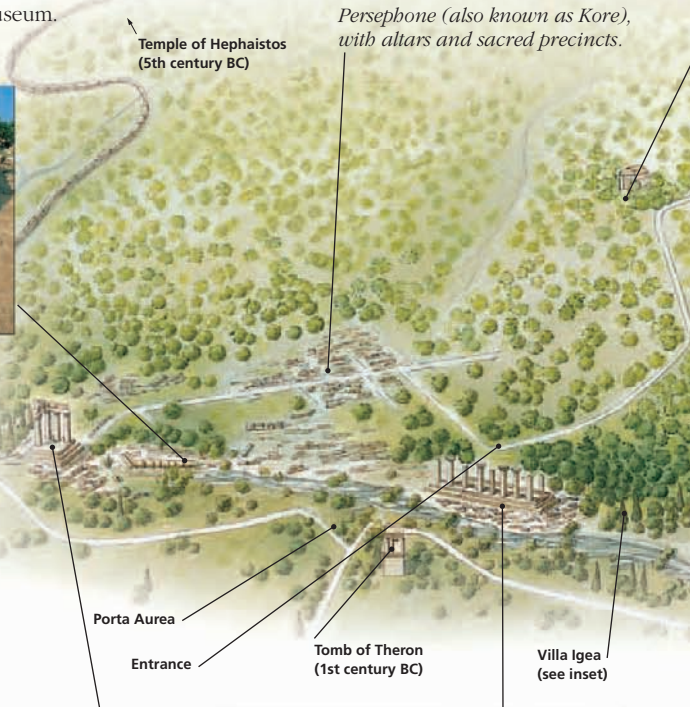 useum.
Temple of Hephaistos
(5th century BC)
Persephone (also known as Kore),
with altars and sacred precincts.
Porta Aurea
Entrance
Tomb of Theron
(1st century BC)
Villa Igea
(see inset)